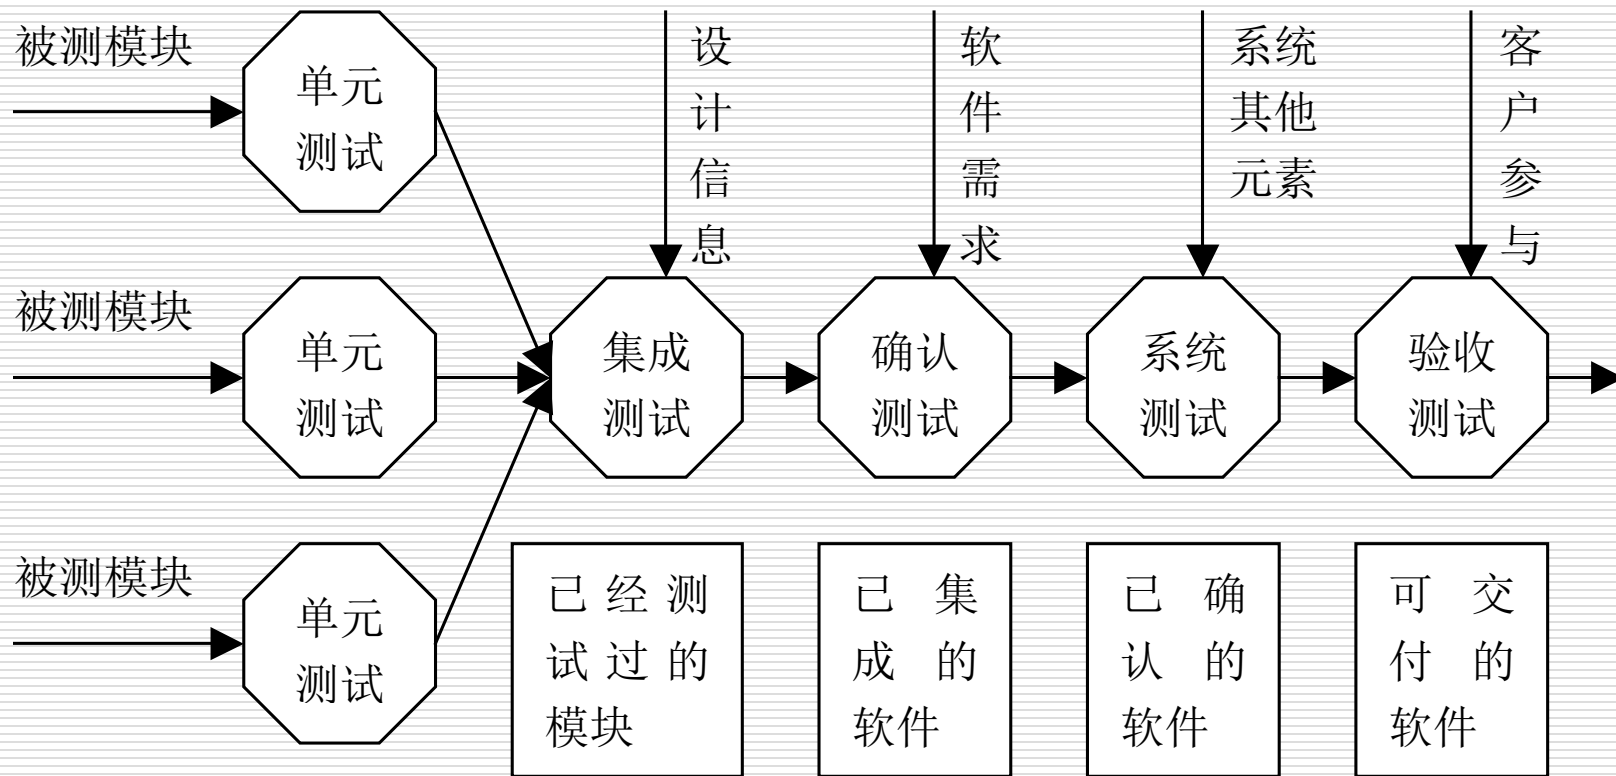 被测模块
单元
测试
设
计
信
息
软
件
需
求
系统
其他
元素
客
户
参
与
被测模块
单元
测试
集成
测试
确认
测试
系统
测试
验收
测试
被测模块
单元
测试
已经测
试过的
模块
已集
成的
软件
已确
认的
软件
可交
付的
软件